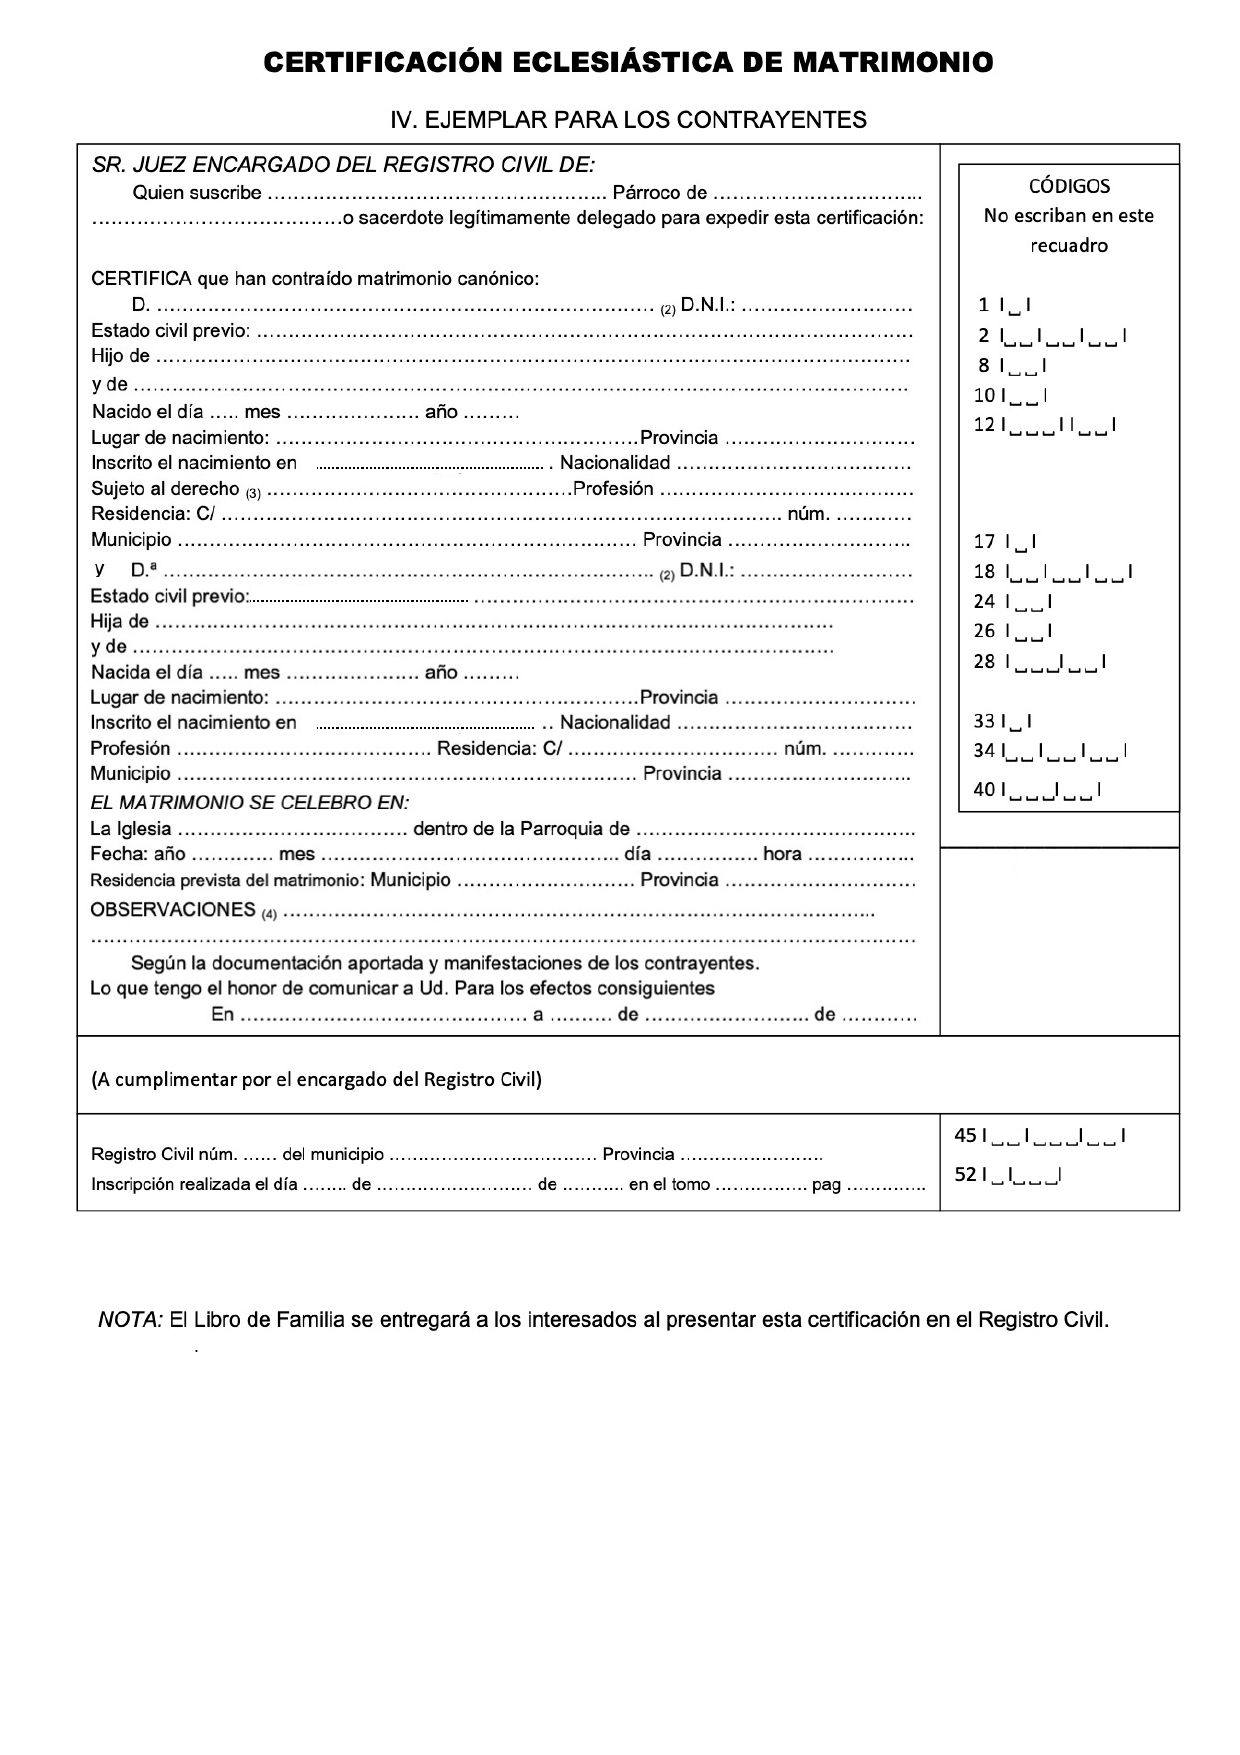 CERTIFICACIÓN ECLESIÁSTICA DE MATRIMONIO
IV. EJEMPLAR PARA LOS CONTRAYENTES
SR. JUEZ ENCARGADO DEL REGISTRO CIVIL DE:
Quien suscribe ..................................................... Párroco de .................................
.......................................o sacerdote legítimamente delegado para expedir esta certificación:
CERTIFICA que han contraído matrimonio canónico:
D. .............................................................................. (2) D.N.I.: ...........................
Estado civil previo: .......................................................................................................
Hijo de ......................................................................................................................
y de .........................................................................................................................
Nacido el día ..... mes ..................... año .........
Lugar de nacimiento: .........................................................Provincia ..............................
Inscrito el nacimiento en ......................................................... . Nacionalidad .....................................
Sujeto al derecho (3) ................................................Profesión ........................................
Residencia: C/ ........................................................................................ núm. ............
Municipio ........................................................................ Provincia .............................
y D.ª ............................................................................. (2) D.N.I.: ...........................
Estado civil previo:....................................................... .....................................................................
Hija de ..........................................................................................................
y de .............................................................................................................
Nacida el día ..... mes ..................... año .........
Lugar de nacimiento: .........................................................Provincia ..............................
Inscrito el nacimiento en ...................................................... .. Nacionalidad .....................................
Profesión ........................................ Residencia: C/ ................................. núm. .............
Municipio ........................................................................ Provincia .............................
EL MATRIMONIO SE CELEBRO EN:
La Iglesia .................................... dentro de la Parroquia de ............................................
Fecha: año ............. mes ............................................... día ................ hora .................
Residencia prevista del matrimonio: Municipio ............................ Provincia ..............................
OBSERVACIONES (4) .............................................................................................
.................................................................................................................................
Según la documentación aportada y manifestaciones de los contrayentes.
Lo que tengo el honor de comunicar a Ud. Para los efectos consiguientes
En ............................................. a .......... de .......................... de ............
CÓDIGOS
No escriban en este
recuadro
1 I␣I
2 I␣␣I␣␣I␣␣I
8 I␣␣I
10 I␣␣I
12 I␣␣␣I I␣␣I
17 I␣I
18 I␣␣I␣␣I␣␣I
24 I␣␣I
26 I␣␣I
28 I␣␣␣I␣␣I
33 I␣I
34 I␣␣I␣␣I␣␣I
40 I␣␣␣I␣␣I
(A cumplimentar por el encargado del Registro Civil)
Registro Civil núm. ...... del municipio .................................... Provincia .........................
Inscripción realizada el día ........ de ........................... de ........... en el tomo ................ pag ..............
45 I␣␣I␣␣␣I␣␣I
52 I␣I␣␣␣I
NOTA: El Libro de Familia se entregará a los interesados al presentar esta certificación en el Registro Civil.
.